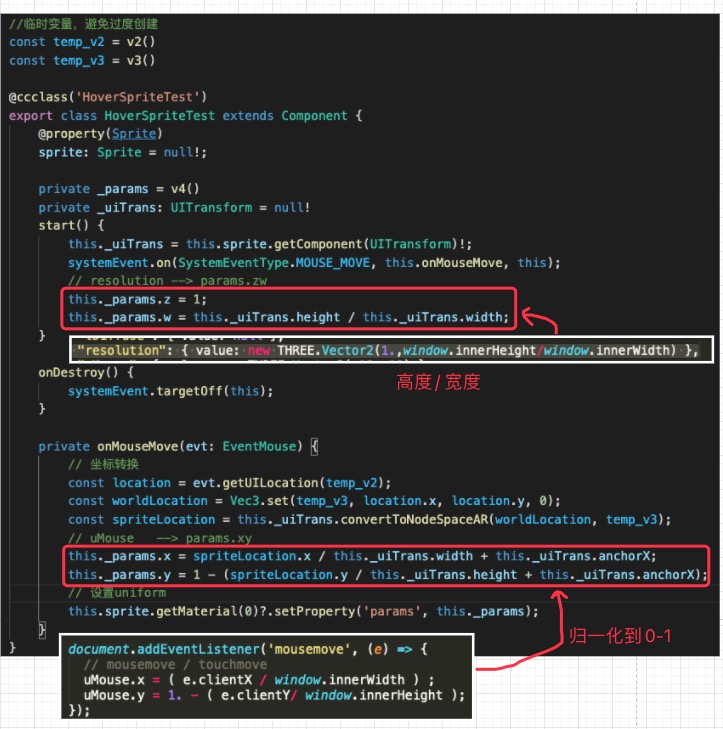 //临时变量，避免过度创建
const temp_v2 = v2()
const temp_v3 = v3()
@ccclass('HoverSpriteTest')
export class HoverSpriteTest extends Component {
@property(Sprite)
sprite: Sprite = null!;
private _params = v4()
private _uiTrans: UITransform = null!
start() {
this._uiTrans = this.sprite.getComponent(UITransform)!;
systemEvent.on(SystemEventType.MOUSE_MOVE, this.onMouseMove, this);
// resolution --> params.zw
this._params.z = 1;
this._params.w = this._uiTrans.height / this._uiTrans.width;
}
"resolution": { value: new THREE.Vector2(1.,window.innerHeight/window.innerWidth) },
高度/宽度
onDestroy() {
systemEvent.targetOff(this);
}
private onMouseMove(evt: EventMouse) {
// 坐标转换
const location = evt.getUILocation(temp_v2);
const worldLocation = Vec3.set(temp_v3, location.x, location.y, 0);
const spriteLocation = this._uiTrans.convertToNodeSpaceAR(worldLocation, temp_v3);
// uMouse --> params.xy
this._params.x = spriteLocation.x / this._uiTrans.width + this._uiTrans.anchorX;
this._params.y = 1 - (spriteLocation.y / this._uiTrans.height + this._uiTrans.anchorX);
// 设置uniform
this.sprite.getMaterial(0)?.setProperty('params', this._params);
}
}
归一化到0-1
document.addEventListener('mousemove', (e) => {
// mousemove / touchmove
uMouse.x = ( e.clientX / window.innerWidth ) ;
uMouse.y = 1. - ( e.clientY/ window.innerHeight );
});